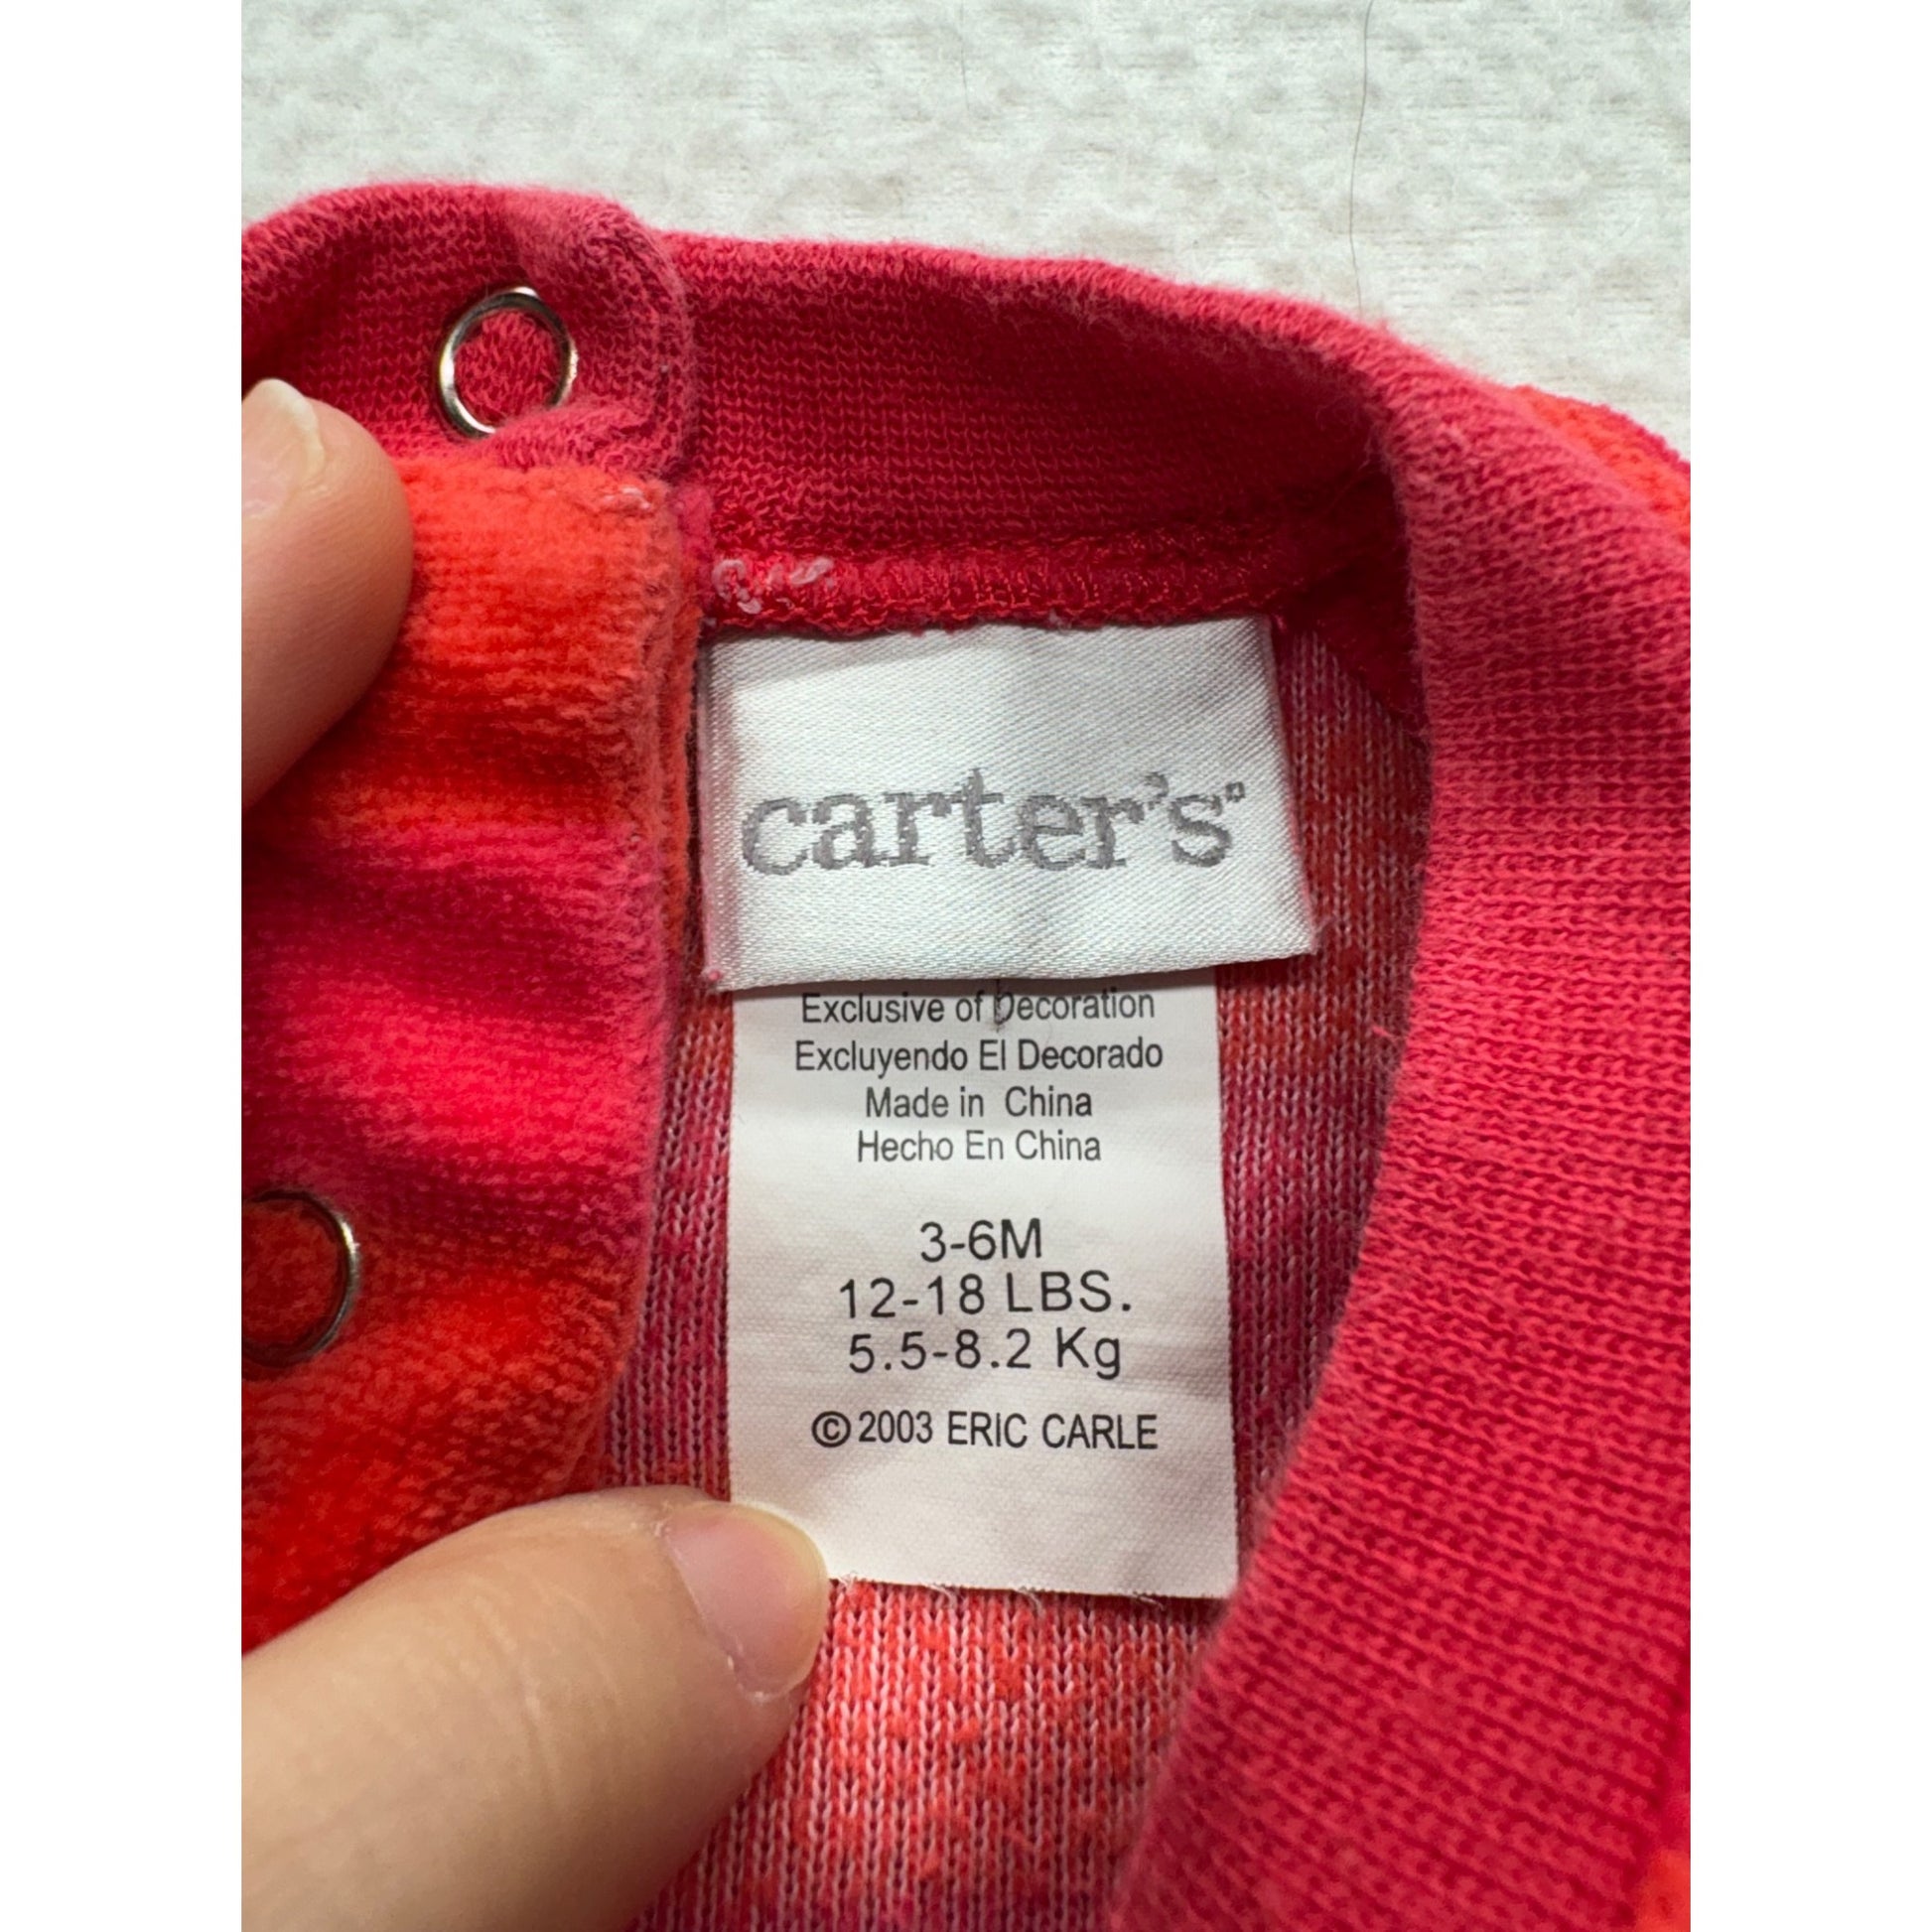 carter's®
Exclusive of Decoration
Excluyendo El Decorado
Made in China
Hecho En China
3-6M
12-18 LBS.
5.5-8.2 Kg
© 2003 ERIC CARLE